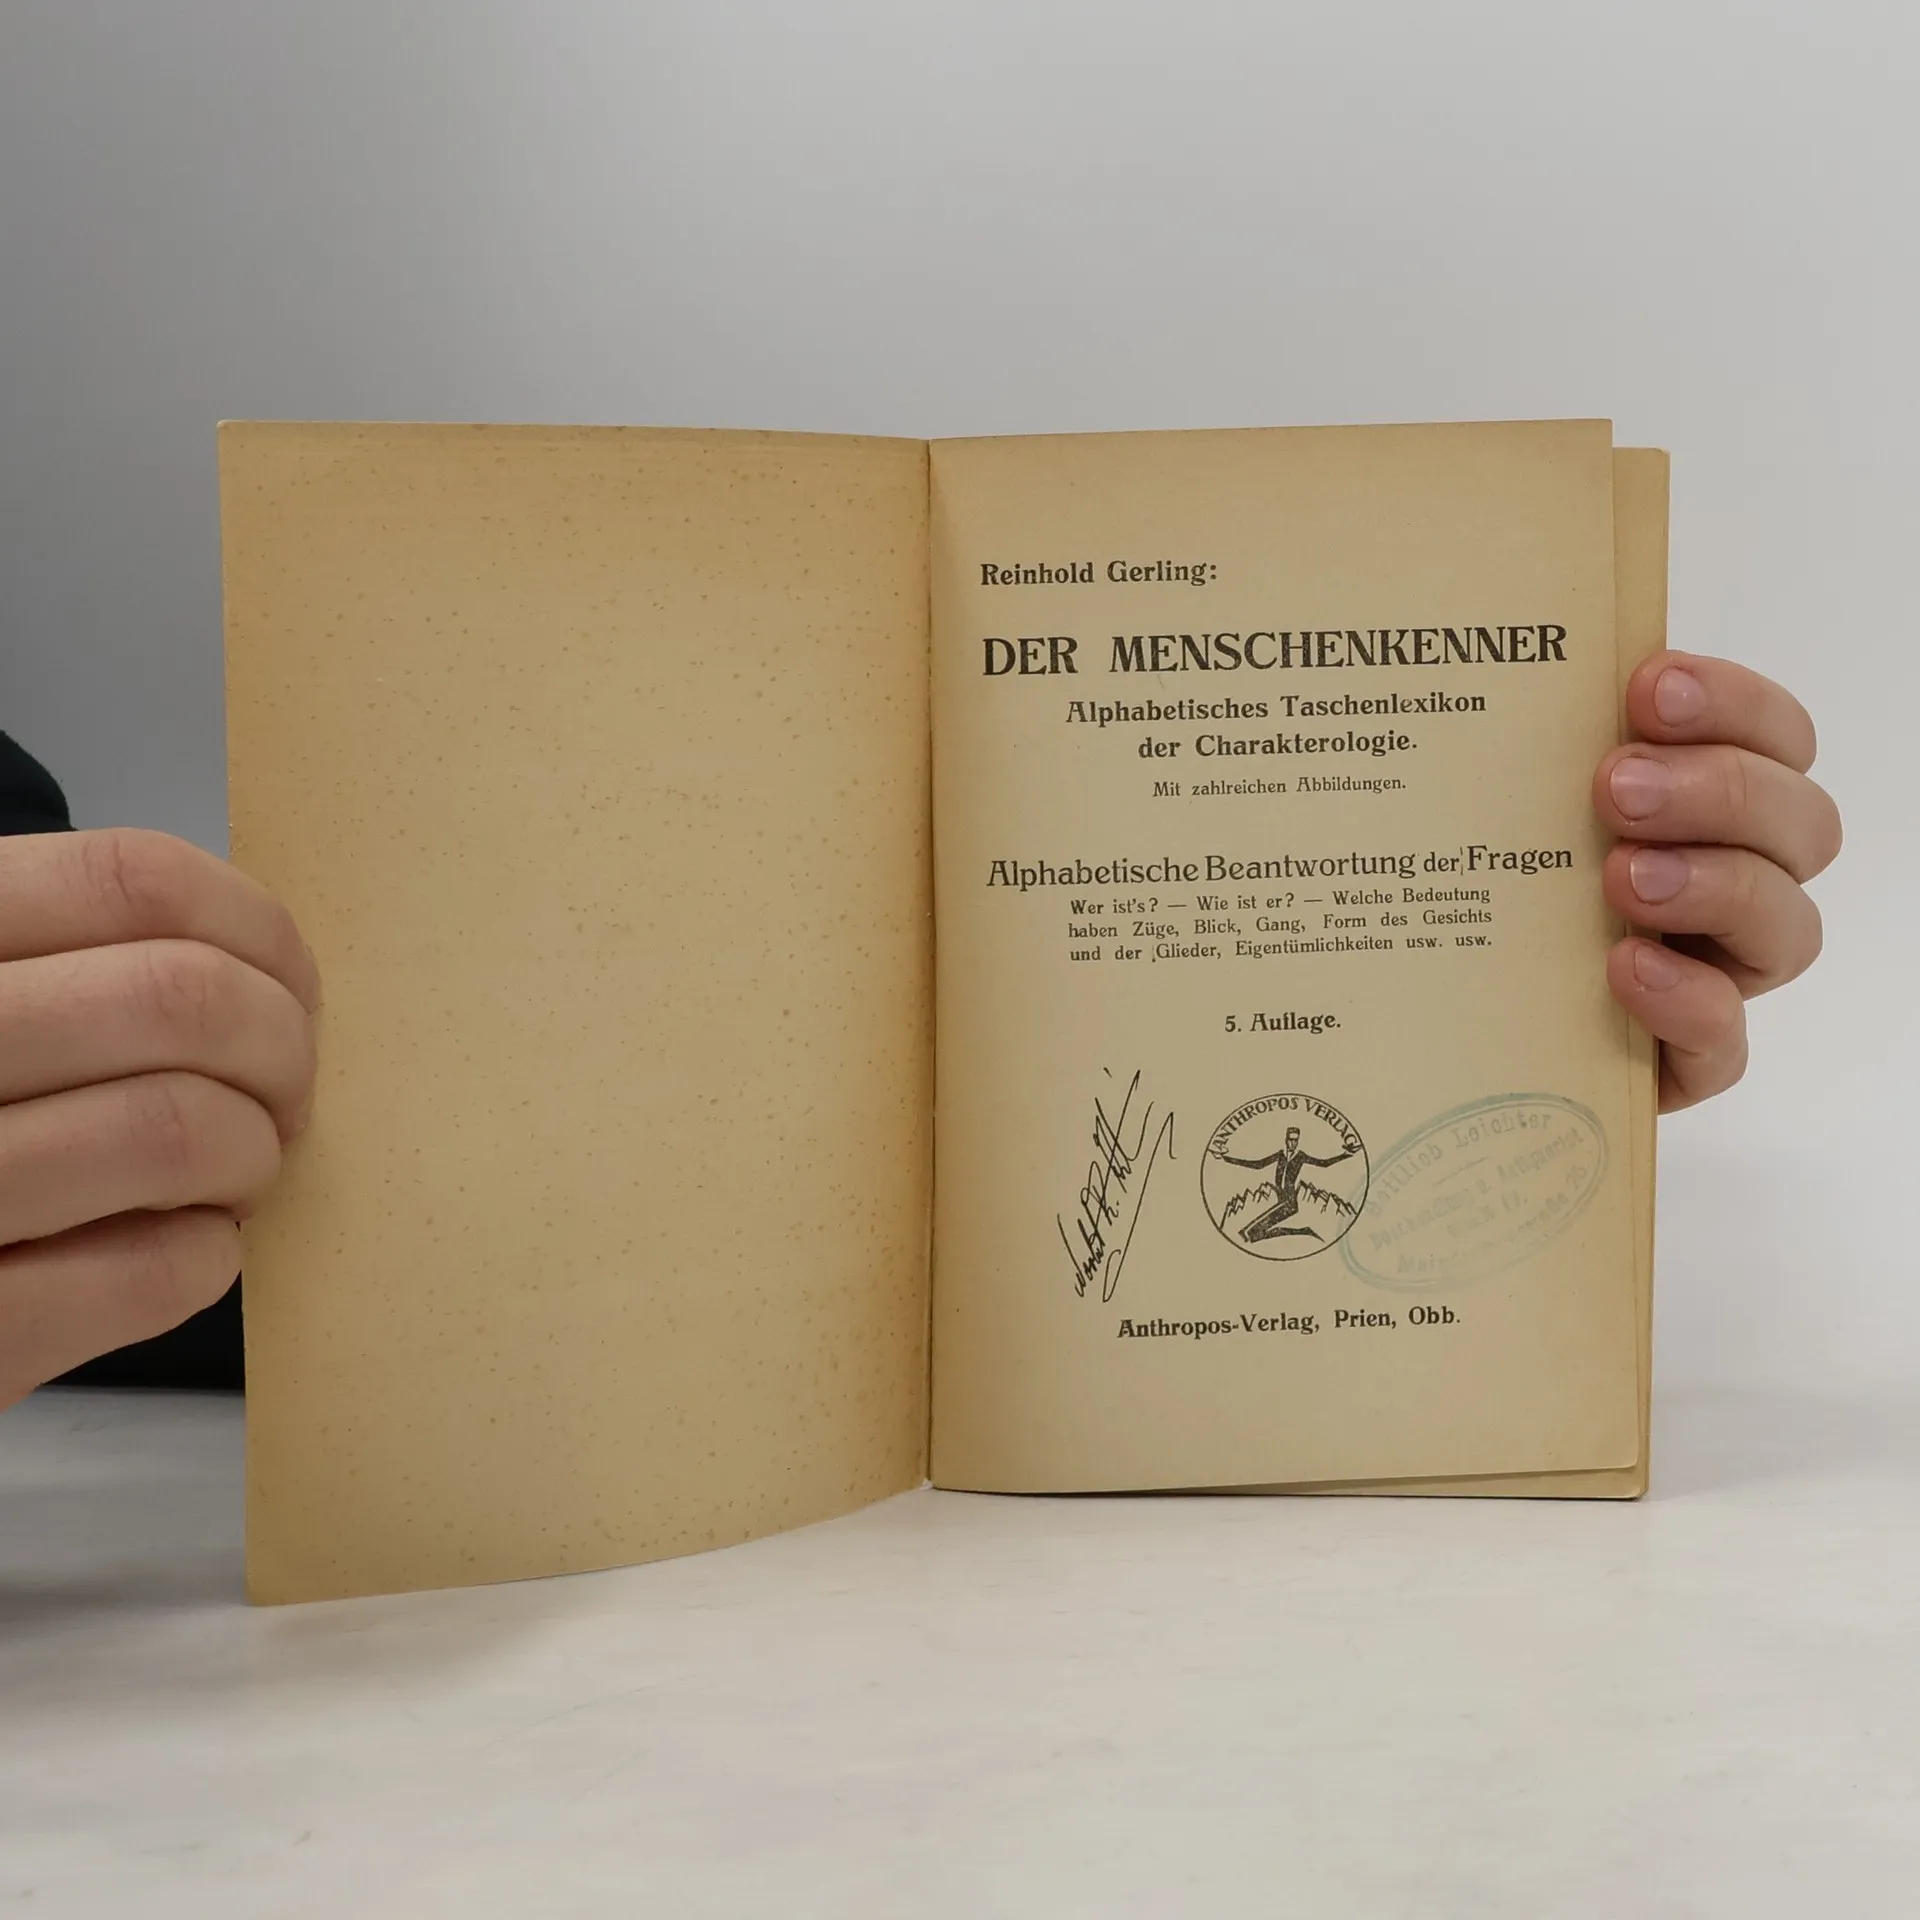 Reinhold Gerling:
DER MENSCHENKENNER
Alphabetisches Taschenlexikon
der Charakterologie.
Mit zahlreichen Abbildungen.
Alphabetische Beantwortung der Fragen
Wer ist's? — Wie ist er? — Welche Bedeutung
haben Züge, Blick, Gang, Form des Gesichts
und der Glieder, Eigentümlichkeiten usw. usw.
5. Auflage.
ANTHROPOS VERLAG
Gottlieb Leichter
Anthropos-Verlag, Prien, Obb.